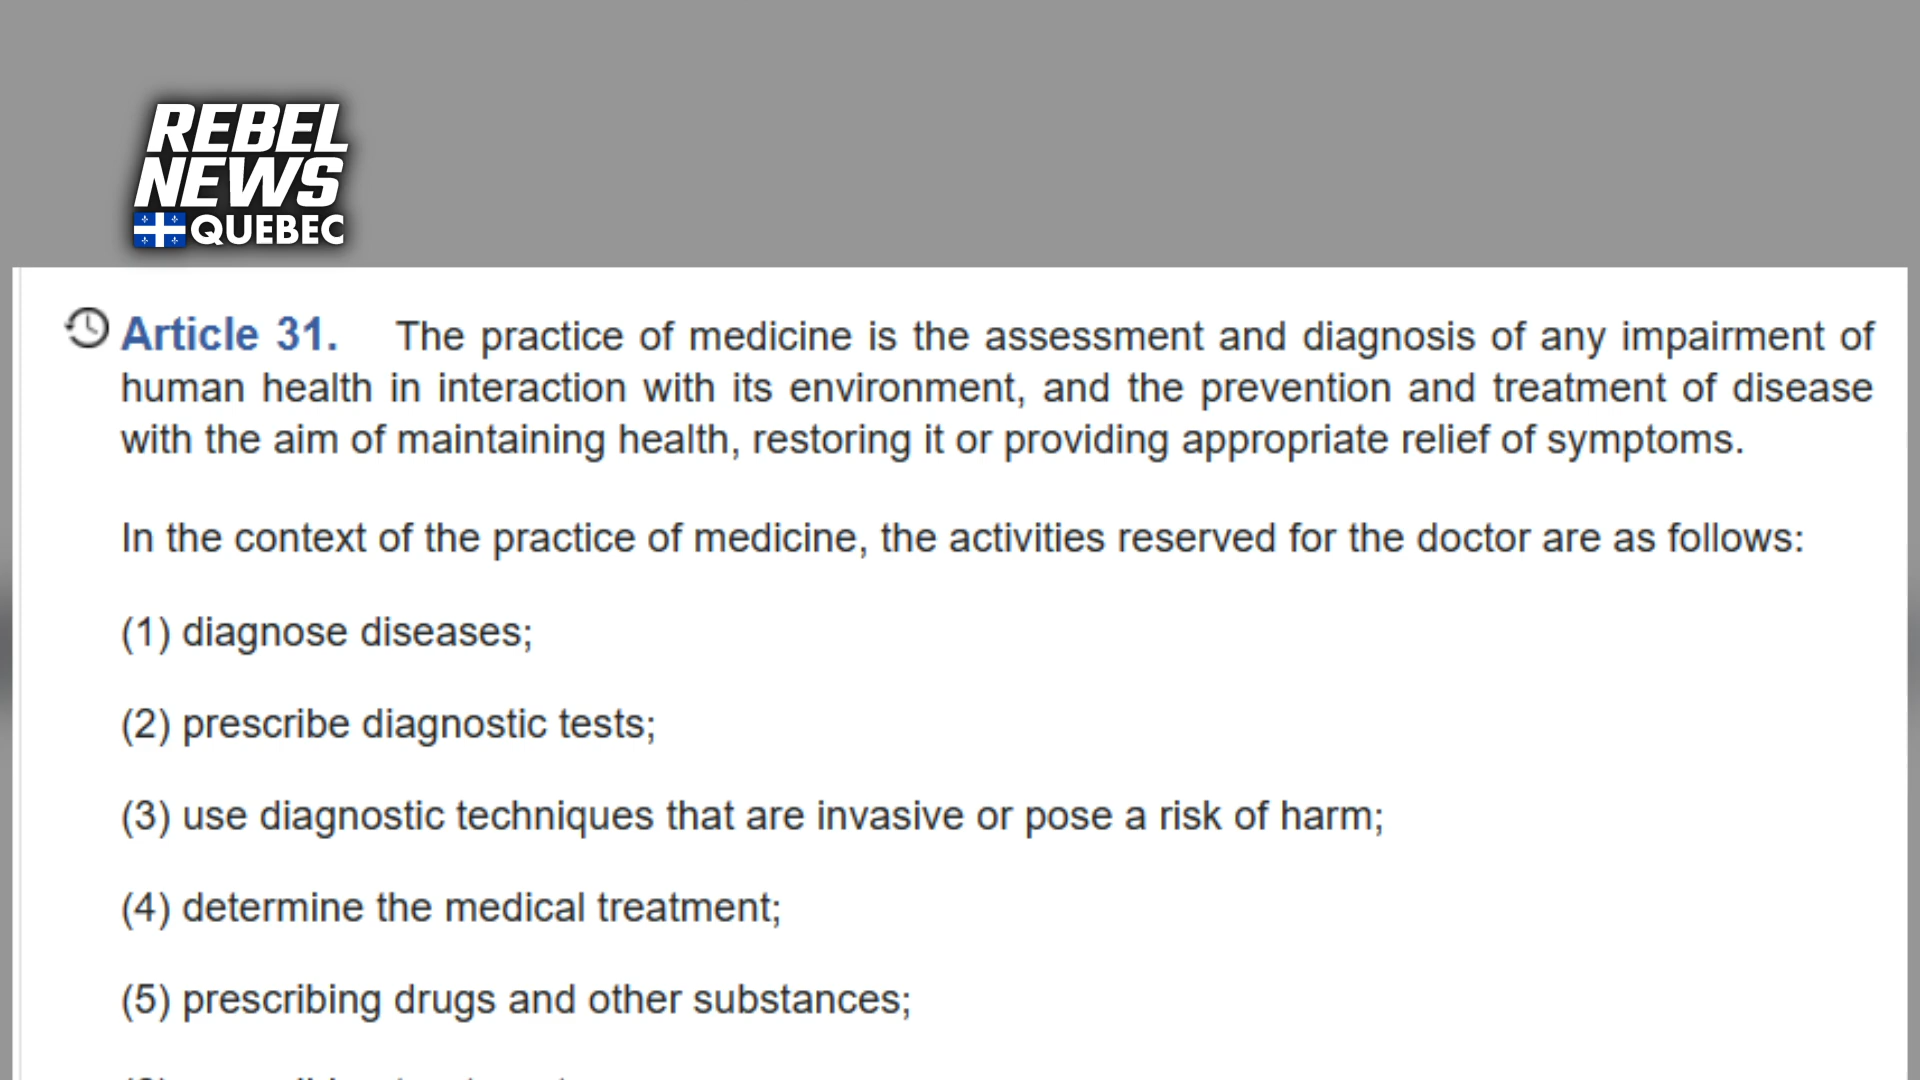 REBEL
NEWS
QUEBEC
Article 31. The practice of medicine is the assessment and diagnosis of any impairment of
human health in interaction with its environment, and the prevention and treatment of disease
with the aim of maintaining health, restoring it or providing appropriate relief of symptoms.
In the context of the practice of medicine, the activities reserved for the doctor are as follows:
(1) diagnose diseases;
(2) prescribe diagnostic tests;
(3) use diagnostic techniques that are invasive or pose a risk of harm;
(4) determine the medical treatment;
(5) prescribing drugs and other substances;